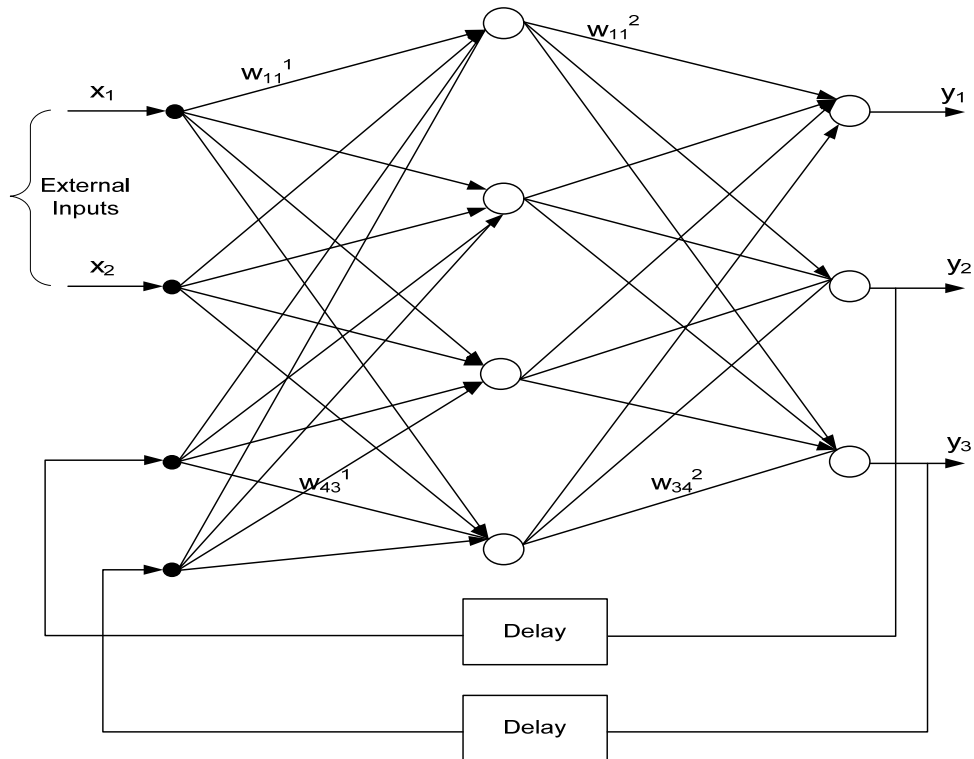 w₁₁²
w₁₁¹
x₁
y₁
External
Inputs
x₂
y₂
y₃
w₄₃¹
w₃₄²
Delay
Delay